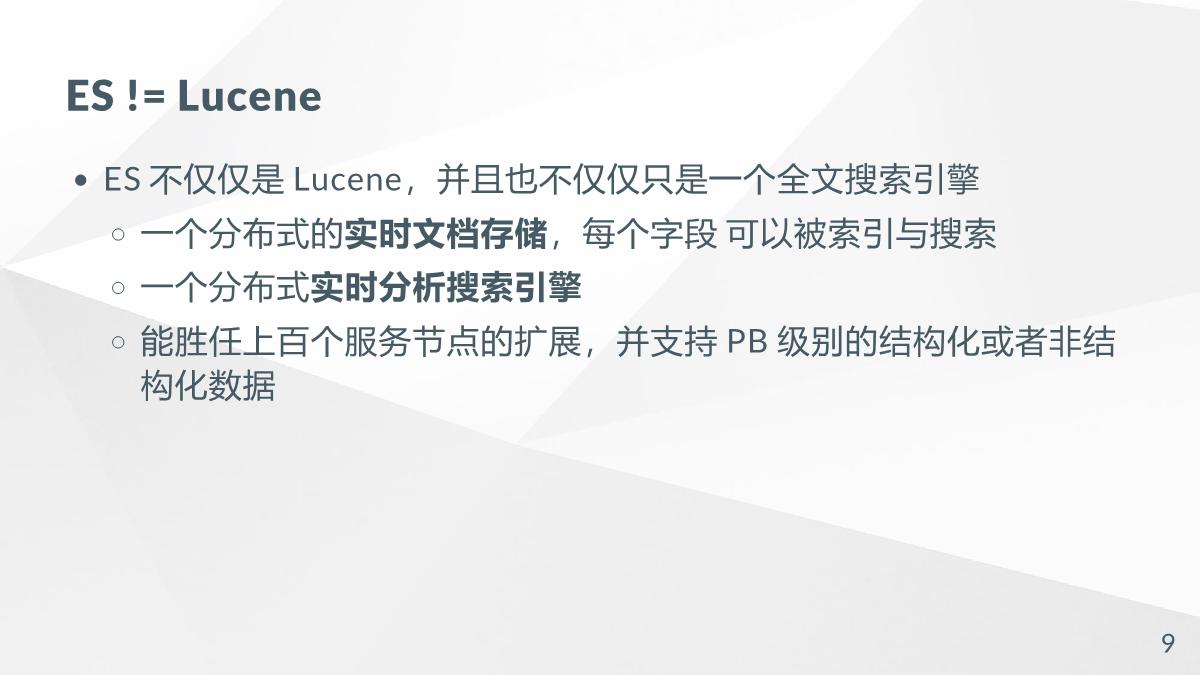 ES != Lucene
• ES 不仅仅是 Lucene，并且也不仅仅只是一个全文搜索引擎
○ 一个分布式的实时文档存储，每个字段 可以被索引与搜索
○ 一个分布式实时分析搜索引擎
○ 能胜任上百个服务节点的扩展，并支持 PB 级别的结构化或者非结
构化数据
9